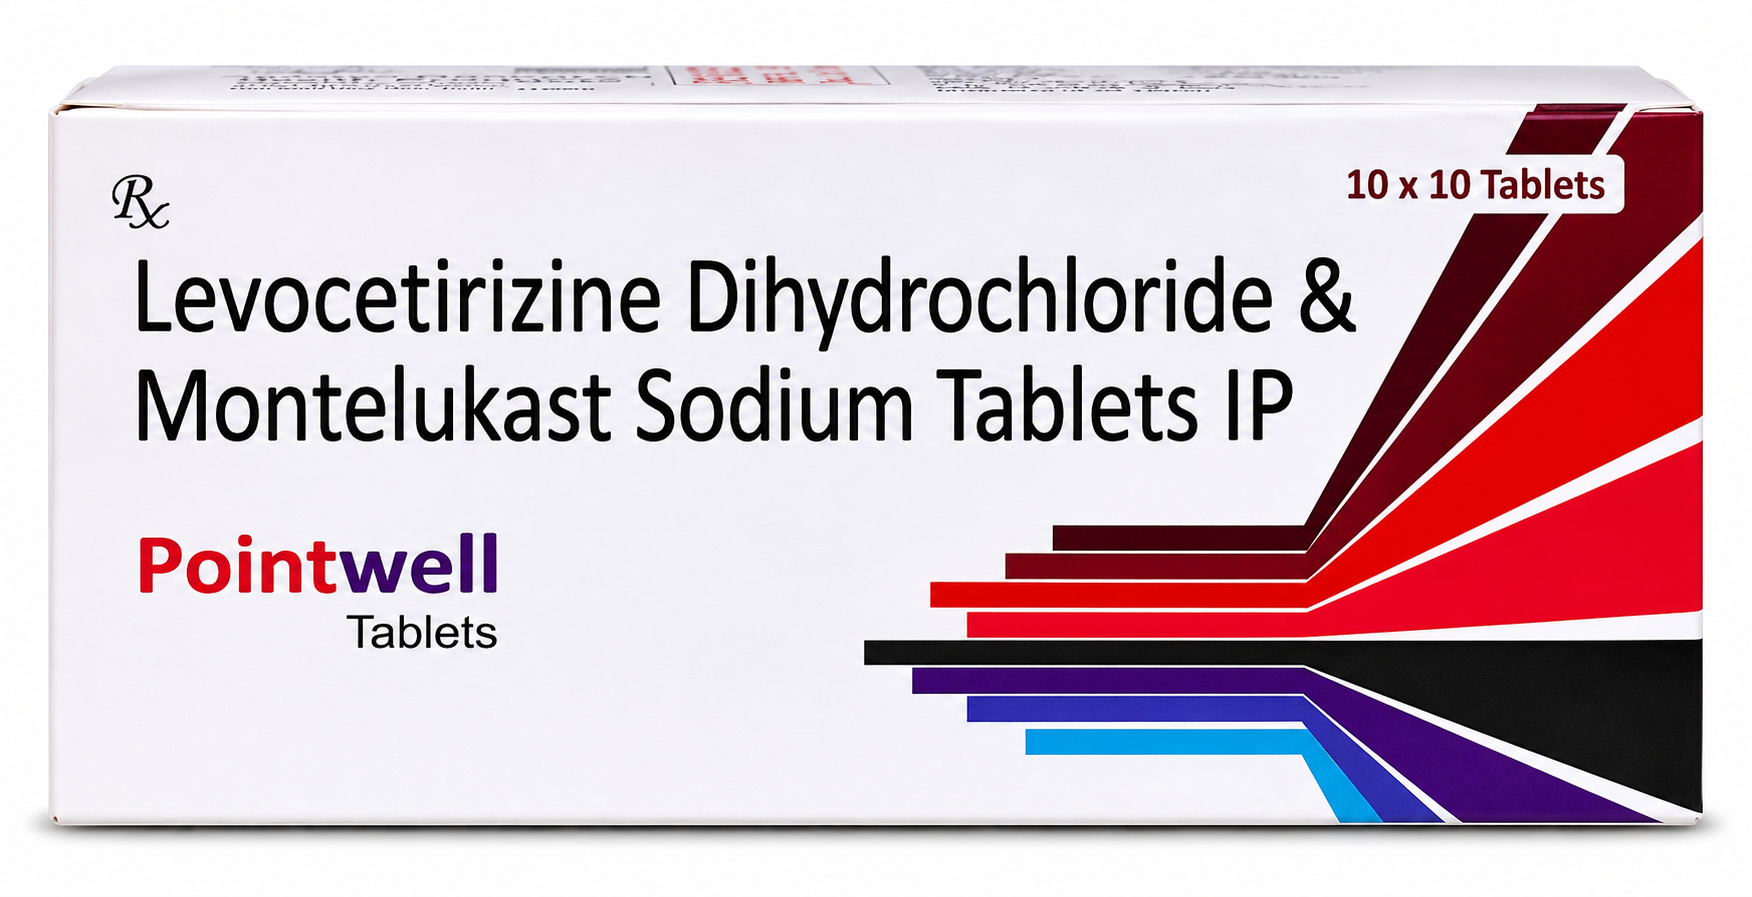 Rx
10 x 10 Tablets
Levocetirizine Dihydrochloride &
Montelukast Sodium Tablets IP
Pointwell
Tablets